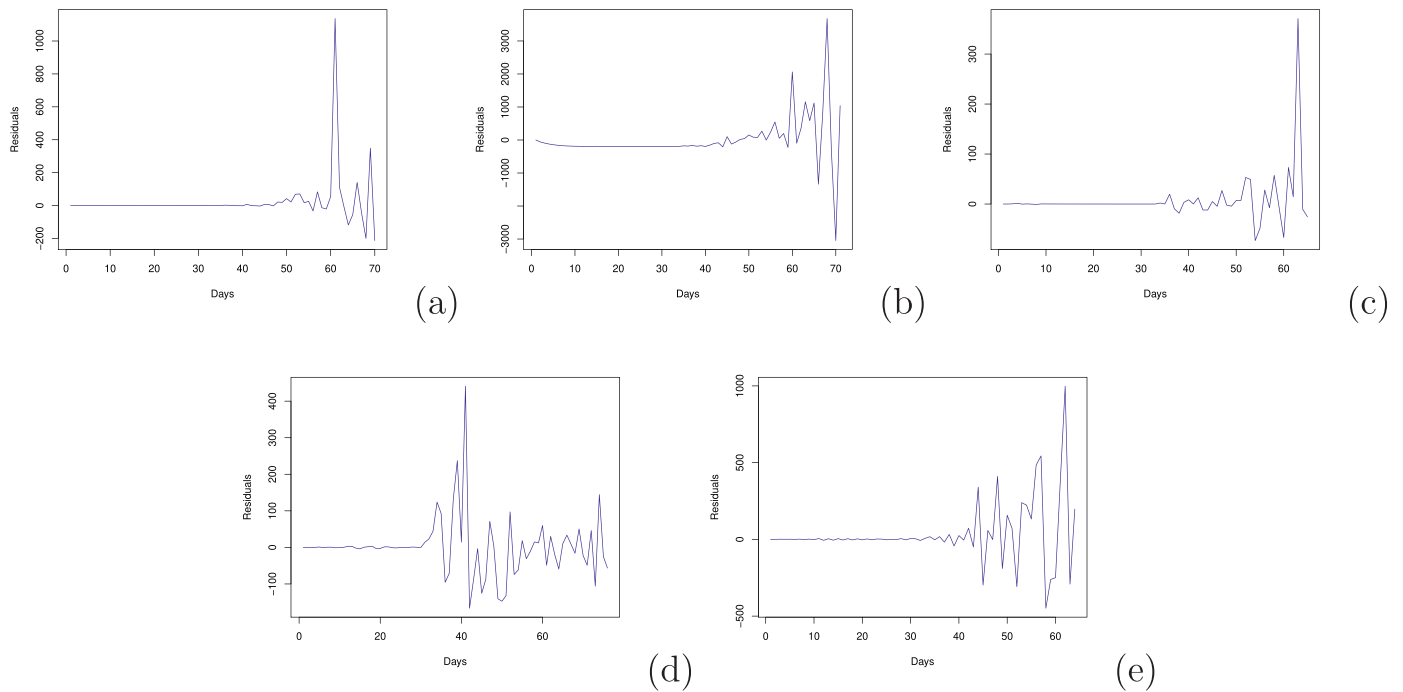 Residuals
−200 0 200 400 600 800 1000
0 10 20 30 40 50 60 70
Days
(a)
Residuals
−3000 −1000 0 1000 2000 3000
0 10 20 30 40 50 60 70
Days
(b)
Residuals
0 100 200 300
0 10 20 30 40 50 60
Days
(c)
Residuals
−100 0 100 200 300 400
0 20 40 60
Days
(d)
Residuals
−500 0 500 1000
0 10 20 30 40 50 60
Days
(e)